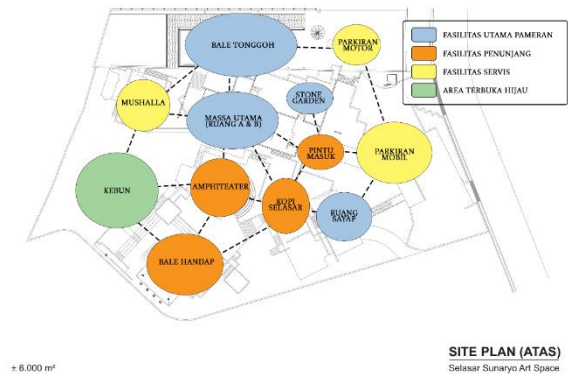 BALE TONGGOH
PARKIRAN
MOTOR
FASILITAS UTAMA PAMERAN
FASILITAS PENUNJANG
FASILITAS SERVIS
AREA TERBUKA HIJAU
STONE
GARDEN
MUSHALLA
MASSA UTAMA
(RUANG A & B)
PINTU
MASUK
PARKIRAN
MOBIL
KEBUN
AMPHITEATER
KOPI
SELASAR
RUANG
SAYAP
BALE HANDAP
SITE PLAN (ATAS)
± 6.000 m²
Selasar Sunaryo Art Space